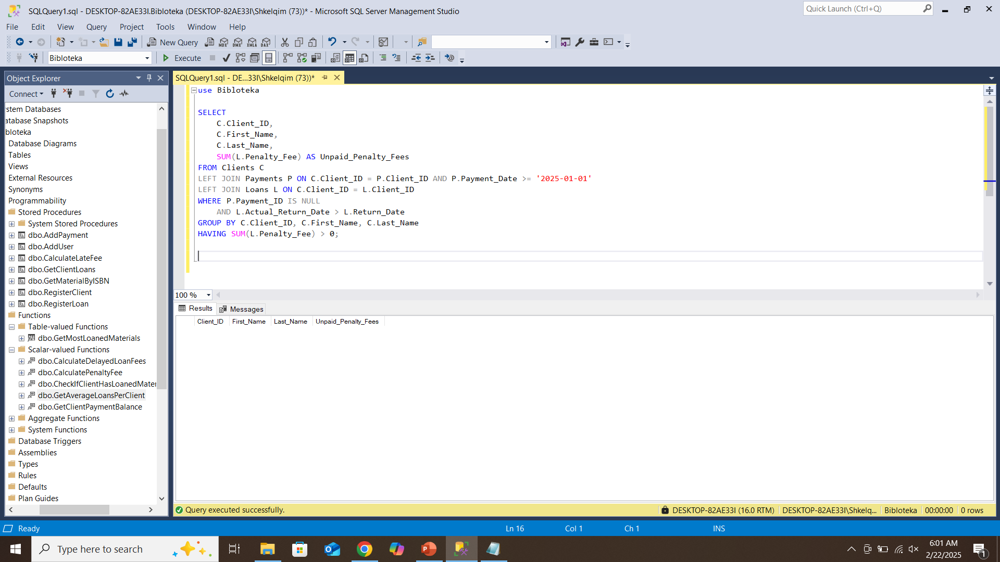 SQLQuery1.sql - DESKTOP-82AE33I.Bibloteka (DESKTOP-82AE33I\Shkelqim (73))* - Microsoft SQL Server Management Studio
Quick Launch (Ctrl+Q)
File Edit View Query Project Tools Window Help
New Query MDX DMX XMLA DAX
Bibloteka Execute
Object Explorer
Connect
stem Databases
atabase Snapshots
bloteka
Database Diagrams
Tables
Views
External Resources
Synonyms
Programmability
Stored Procedures
System Stored Procedures
dbo.AddPayment
dbo.AddUser
dbo.CalculateLateFee
dbo.GetClientLoans
dbo.GetMaterialByISBN
dbo.RegisterClient
dbo.RegisterLoan
Functions
Table-valued Functions
dbo.GetMostLoanedMaterials
Scalar-valued Functions
dbo.CalculateDelayedLoanFees
dbo.CalculatePenaltyFee
dbo.CheckIfClientHasLoanedMater
dbo.GetAverageLoansPerClient
dbo.GetClientPaymentBalance
Aggregate Functions
System Functions
Database Triggers
Assemblies
Types
Rules
Defaults
Plan Guides
SQLQuery1.sql - DE...33I\Shkelqim (73))*
use Bibloteka
SELECT
C.Client_ID,
C.First_Name,
C.Last_Name,
SUM(L.Penalty_Fee) AS Unpaid_Penalty_Fees
FROM Clients C
LEFT JOIN Payments P ON C.Client_ID = P.Client_ID AND P.Payment_Date >= '2025-01-01'
LEFT JOIN Loans L ON C.Client_ID = L.Client_ID
WHERE P.Payment_ID IS NULL
AND L.Actual_Return_Date > L.Return_Date
GROUP BY C.Client_ID, C.First_Name, C.Last_Name
HAVING SUM(L.Penalty_Fee) > 0;
100 %
Results Messages
Client_ID First_Name Last_Name Unpaid_Penalty_Fees
Query executed successfully.
DESKTOP-82AE33I (16.0 RTM) DESKTOP-82AE33I\Shkelq... Bibloteka 00:00:00 0 rows
Ready Ln 16 Col 1 Ch 1 INS
Type here to search
6:01 AM
2/22/2025
1